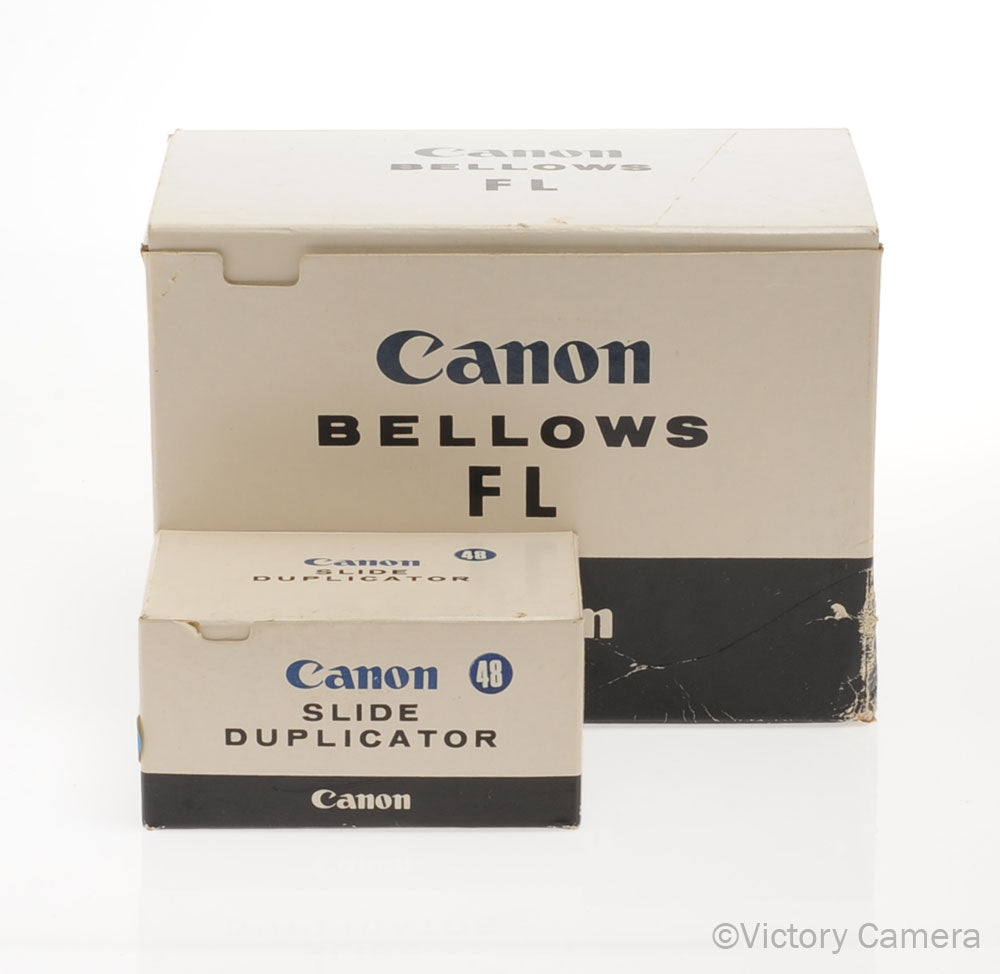 Canon
BELLOWS
FL
Canon
BELLOWS
FL
Canon 48
SLIDE
DUPLICATOR
Canon 48
SLIDE
DUPLICATOR
Canon
©Victory Camera